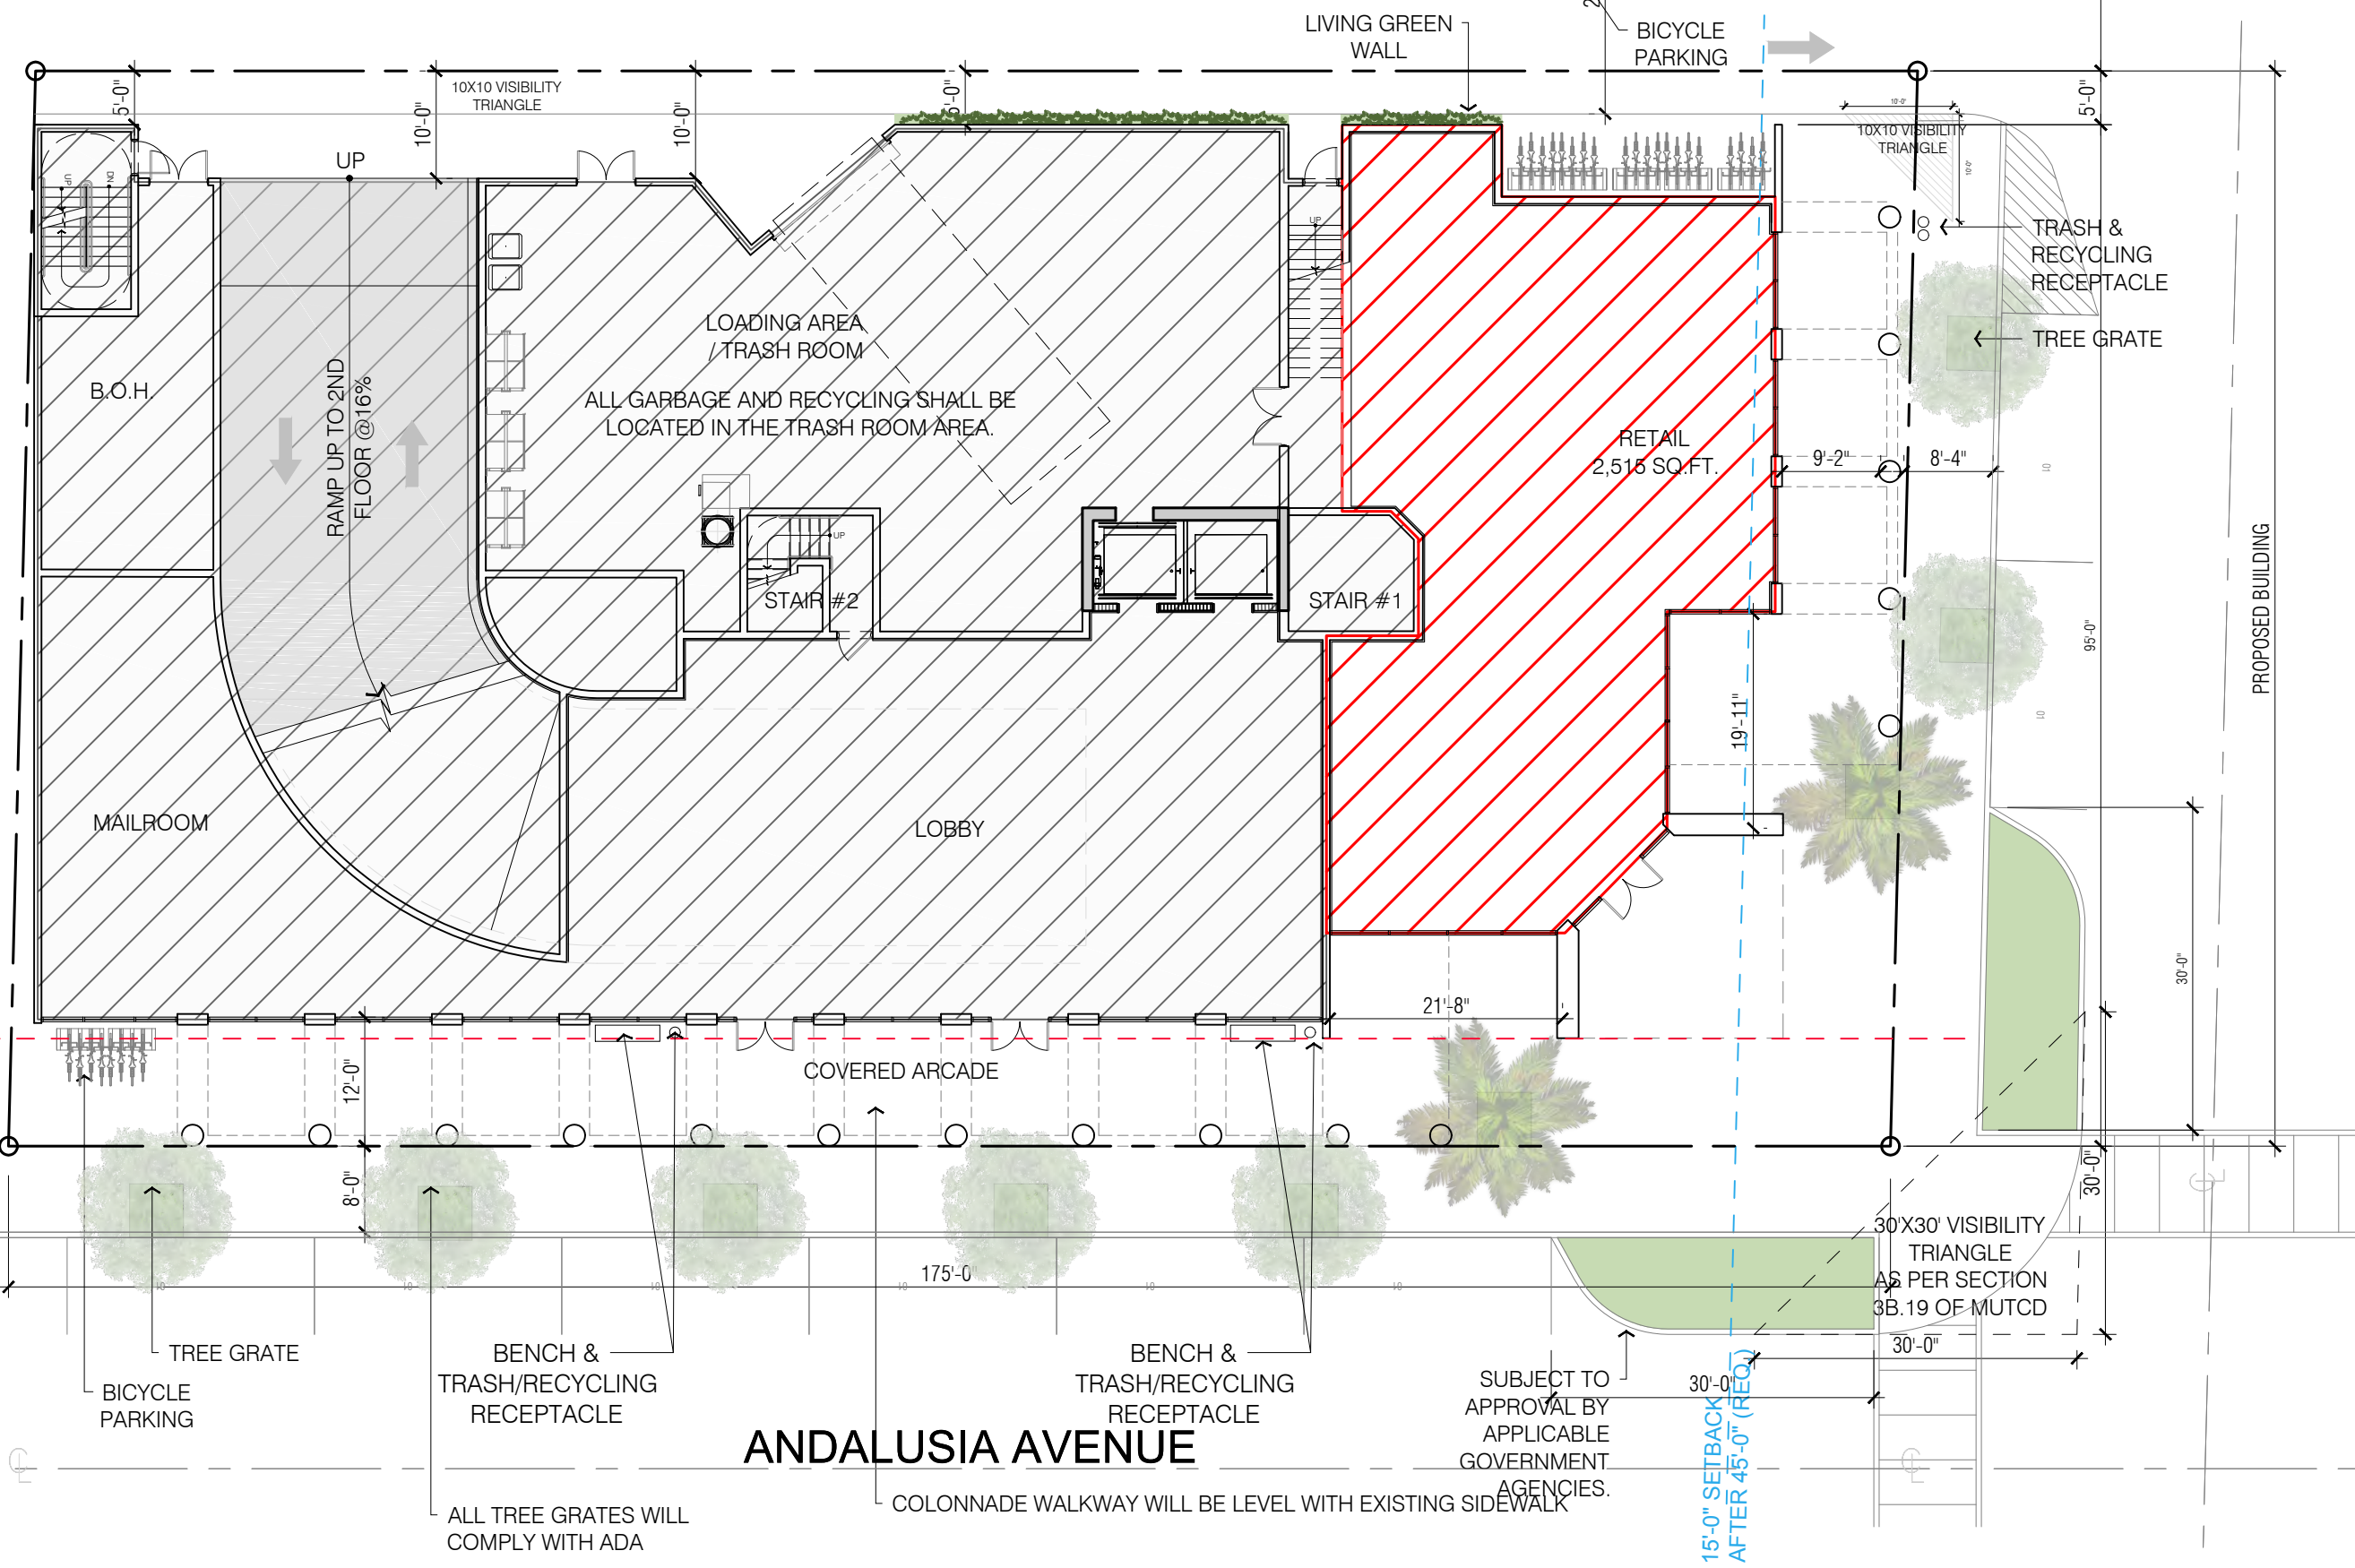 LIVING GREEN
WALL
BICYCLE
PARKING
5'-0"
10'-0"
10X10 VISIBILITY
TRIANGLE
10'-0"
5'-0"
10'-0"
10X10 VISIBILITY
TRIANGLE
10'-0"
UP
UP
DN
UP
TRASH &
RECYCLING
RECEPTACLE
TREE GRATE
B.O.H.
RAMP UP TO 2ND
FLOOR @16%
LOADING AREA
/ TRASH ROOM
ALL GARBAGE AND RECYCLING SHALL BE
LOCATED IN THE TRASH ROOM AREA.
RETAIL
2,515 SQ.FT.
9'-2"
8'-4"
UP
STAIR #2
STAIR #1
95'-0"
PROPOSED BUILDING
19'-11"
MAILROOM
LOBBY
30'-0"
21'-8"
COVERED ARCADE
12'-0"
8'-0"
30'-0"
175'-0"
30'X30' VISIBILITY
TRIANGLE
AS PER SECTION
3B.19 OF MUTCD
30'-0"
TREE GRATE
BICYCLE
PARKING
BENCH &
TRASH/RECYCLING
RECEPTACLE
BENCH &
TRASH/RECYCLING
RECEPTACLE
SUBJECT TO
APPROVAL BY
APPLICABLE
GOVERNMENT
AGENCIES.
30'-0"
15'-0" SETBACK
AFTER 45'-0" (REQ.)
ANDALUSIA AVENUE
COLONNADE WALKWAY WILL BE LEVEL WITH EXISTING SIDEWALK
ALL TREE GRATES WILL
COMPLY WITH ADA